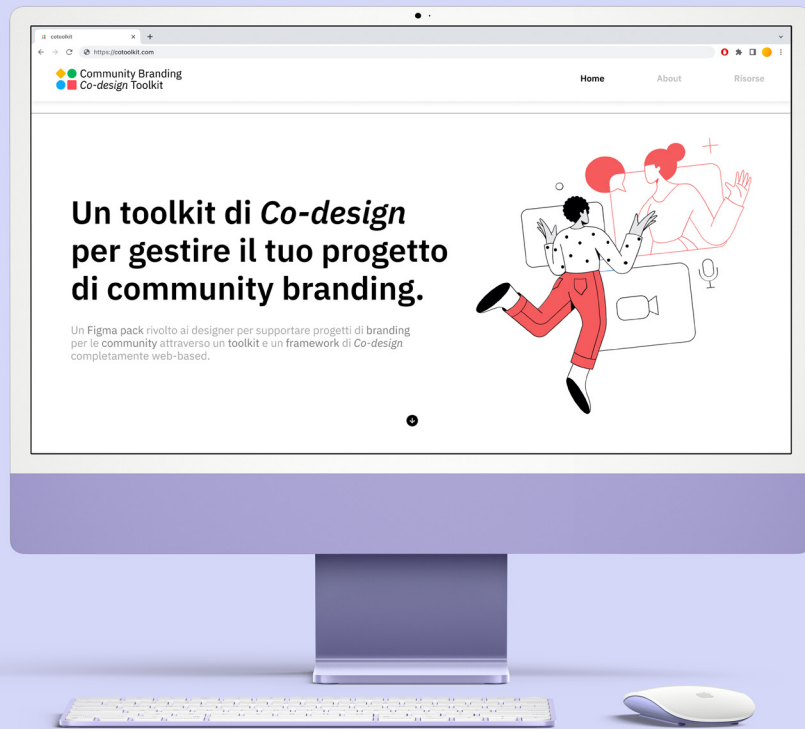 cotoolkit
https://cotoolkit.com
Community Branding
Co-design Toolkit
Home
About
Risorse
Un toolkit di Co-design
per gestire il tuo progetto
di community branding.
Un Figma pack rivolto ai designer per supportare progetti di branding
per le community attraverso un toolkit e un framework di Co-design
completamente web-based.